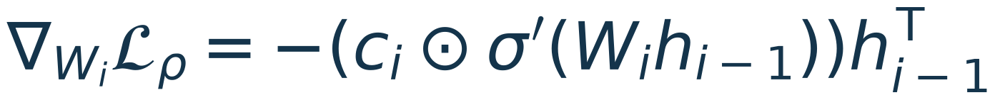 ∇_{W_i} ℒ_ρ = −(c_i ⊙ σ′(W_i h_{i−1})) h_{i−1}^⊤